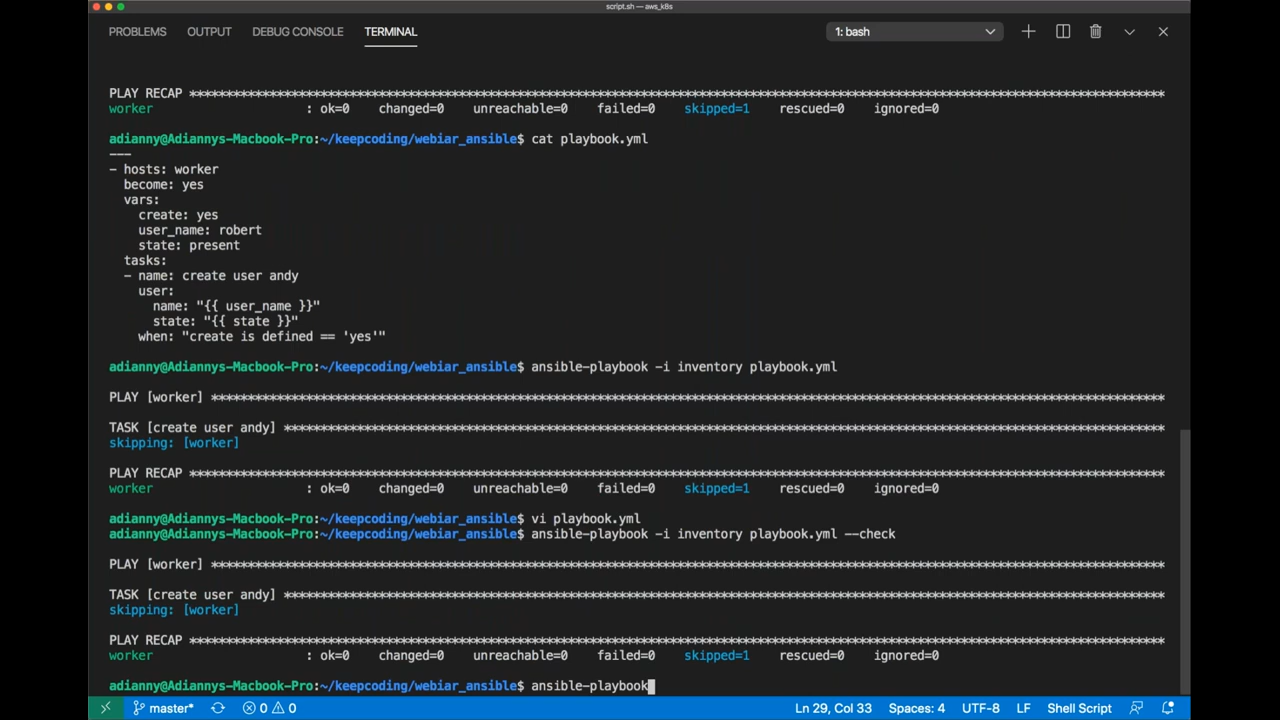 script.sh — aws_k8s
PROBLEMS OUTPUT DEBUG CONSOLE TERMINAL 1: bash
PLAY RECAP *************************************************************************************************************************************
worker : ok=0 changed=0 unreachable=0 failed=0 skipped=1 rescued=0 ignored=0
adianny@Adiannys-Macbook-Pro:~/keepcoding/webiar_ansible$ cat playbook.yml
---
- hosts: worker
  become: yes
  vars:
    create: yes
    user_name: robert
    state: present
  tasks:
  - name: create user andy
    user:
      name: "{{ user_name }}"
      state: "{{ state }}"
    when: "create is defined == 'yes'"
adianny@Adiannys-Macbook-Pro:~/keepcoding/webiar_ansible$ ansible-playbook -i inventory playbook.yml
PLAY [worker] **********************************************************************************************************************************
TASK [create user andy] ************************************************************************************************************************
skipping: [worker]
PLAY RECAP *************************************************************************************************************************************
worker : ok=0 changed=0 unreachable=0 failed=0 skipped=1 rescued=0 ignored=0
adianny@Adiannys-Macbook-Pro:~/keepcoding/webiar_ansible$ vi playbook.yml
adianny@Adiannys-Macbook-Pro:~/keepcoding/webiar_ansible$ ansible-playbook -i inventory playbook.yml --check
PLAY [worker] **********************************************************************************************************************************
TASK [create user andy] ************************************************************************************************************************
skipping: [worker]
PLAY RECAP *************************************************************************************************************************************
worker : ok=0 changed=0 unreachable=0 failed=0 skipped=1 rescued=0 ignored=0
adianny@Adiannys-Macbook-Pro:~/keepcoding/webiar_ansible$ ansible-playbook
master* 0 0 Ln 29, Col 33 Spaces: 4 UTF-8 LF Shell Script